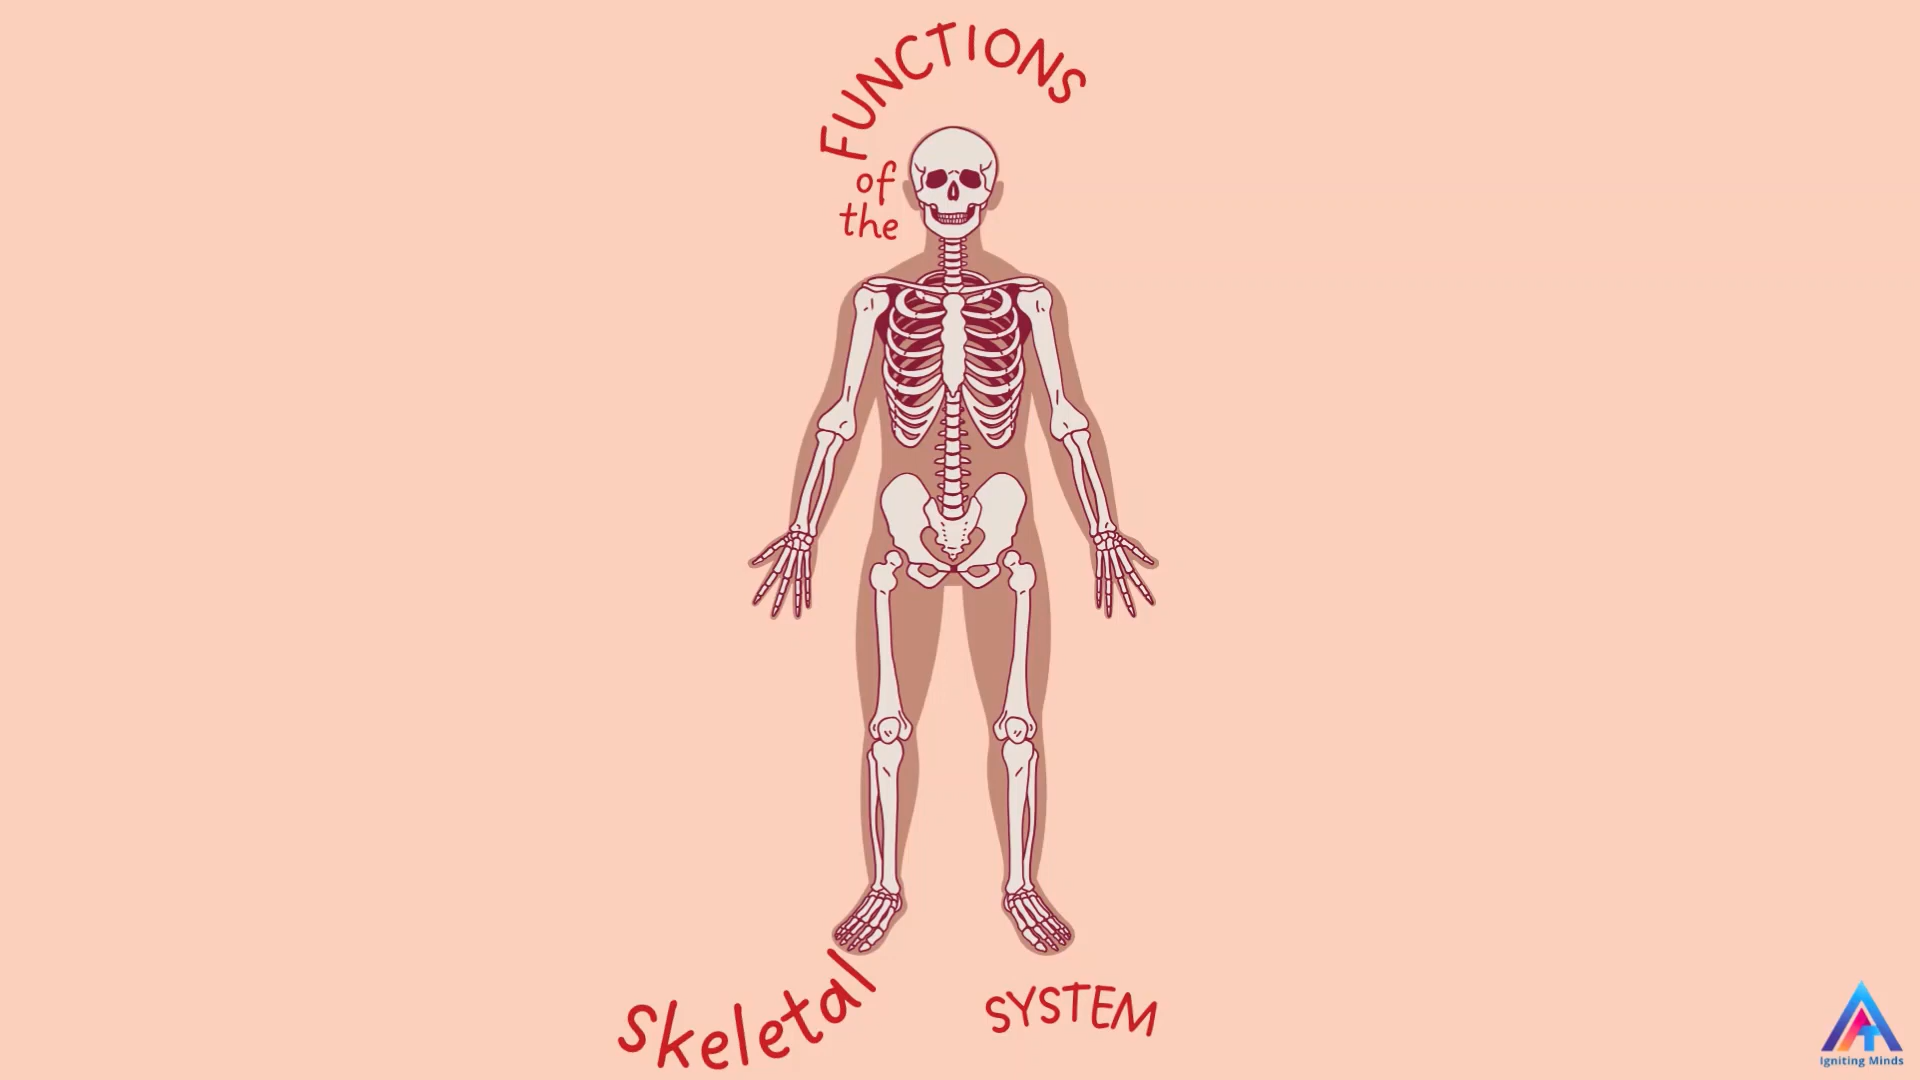 FUNCTIONS
of
the
skeletal
SYSTEM
Igniting Minds